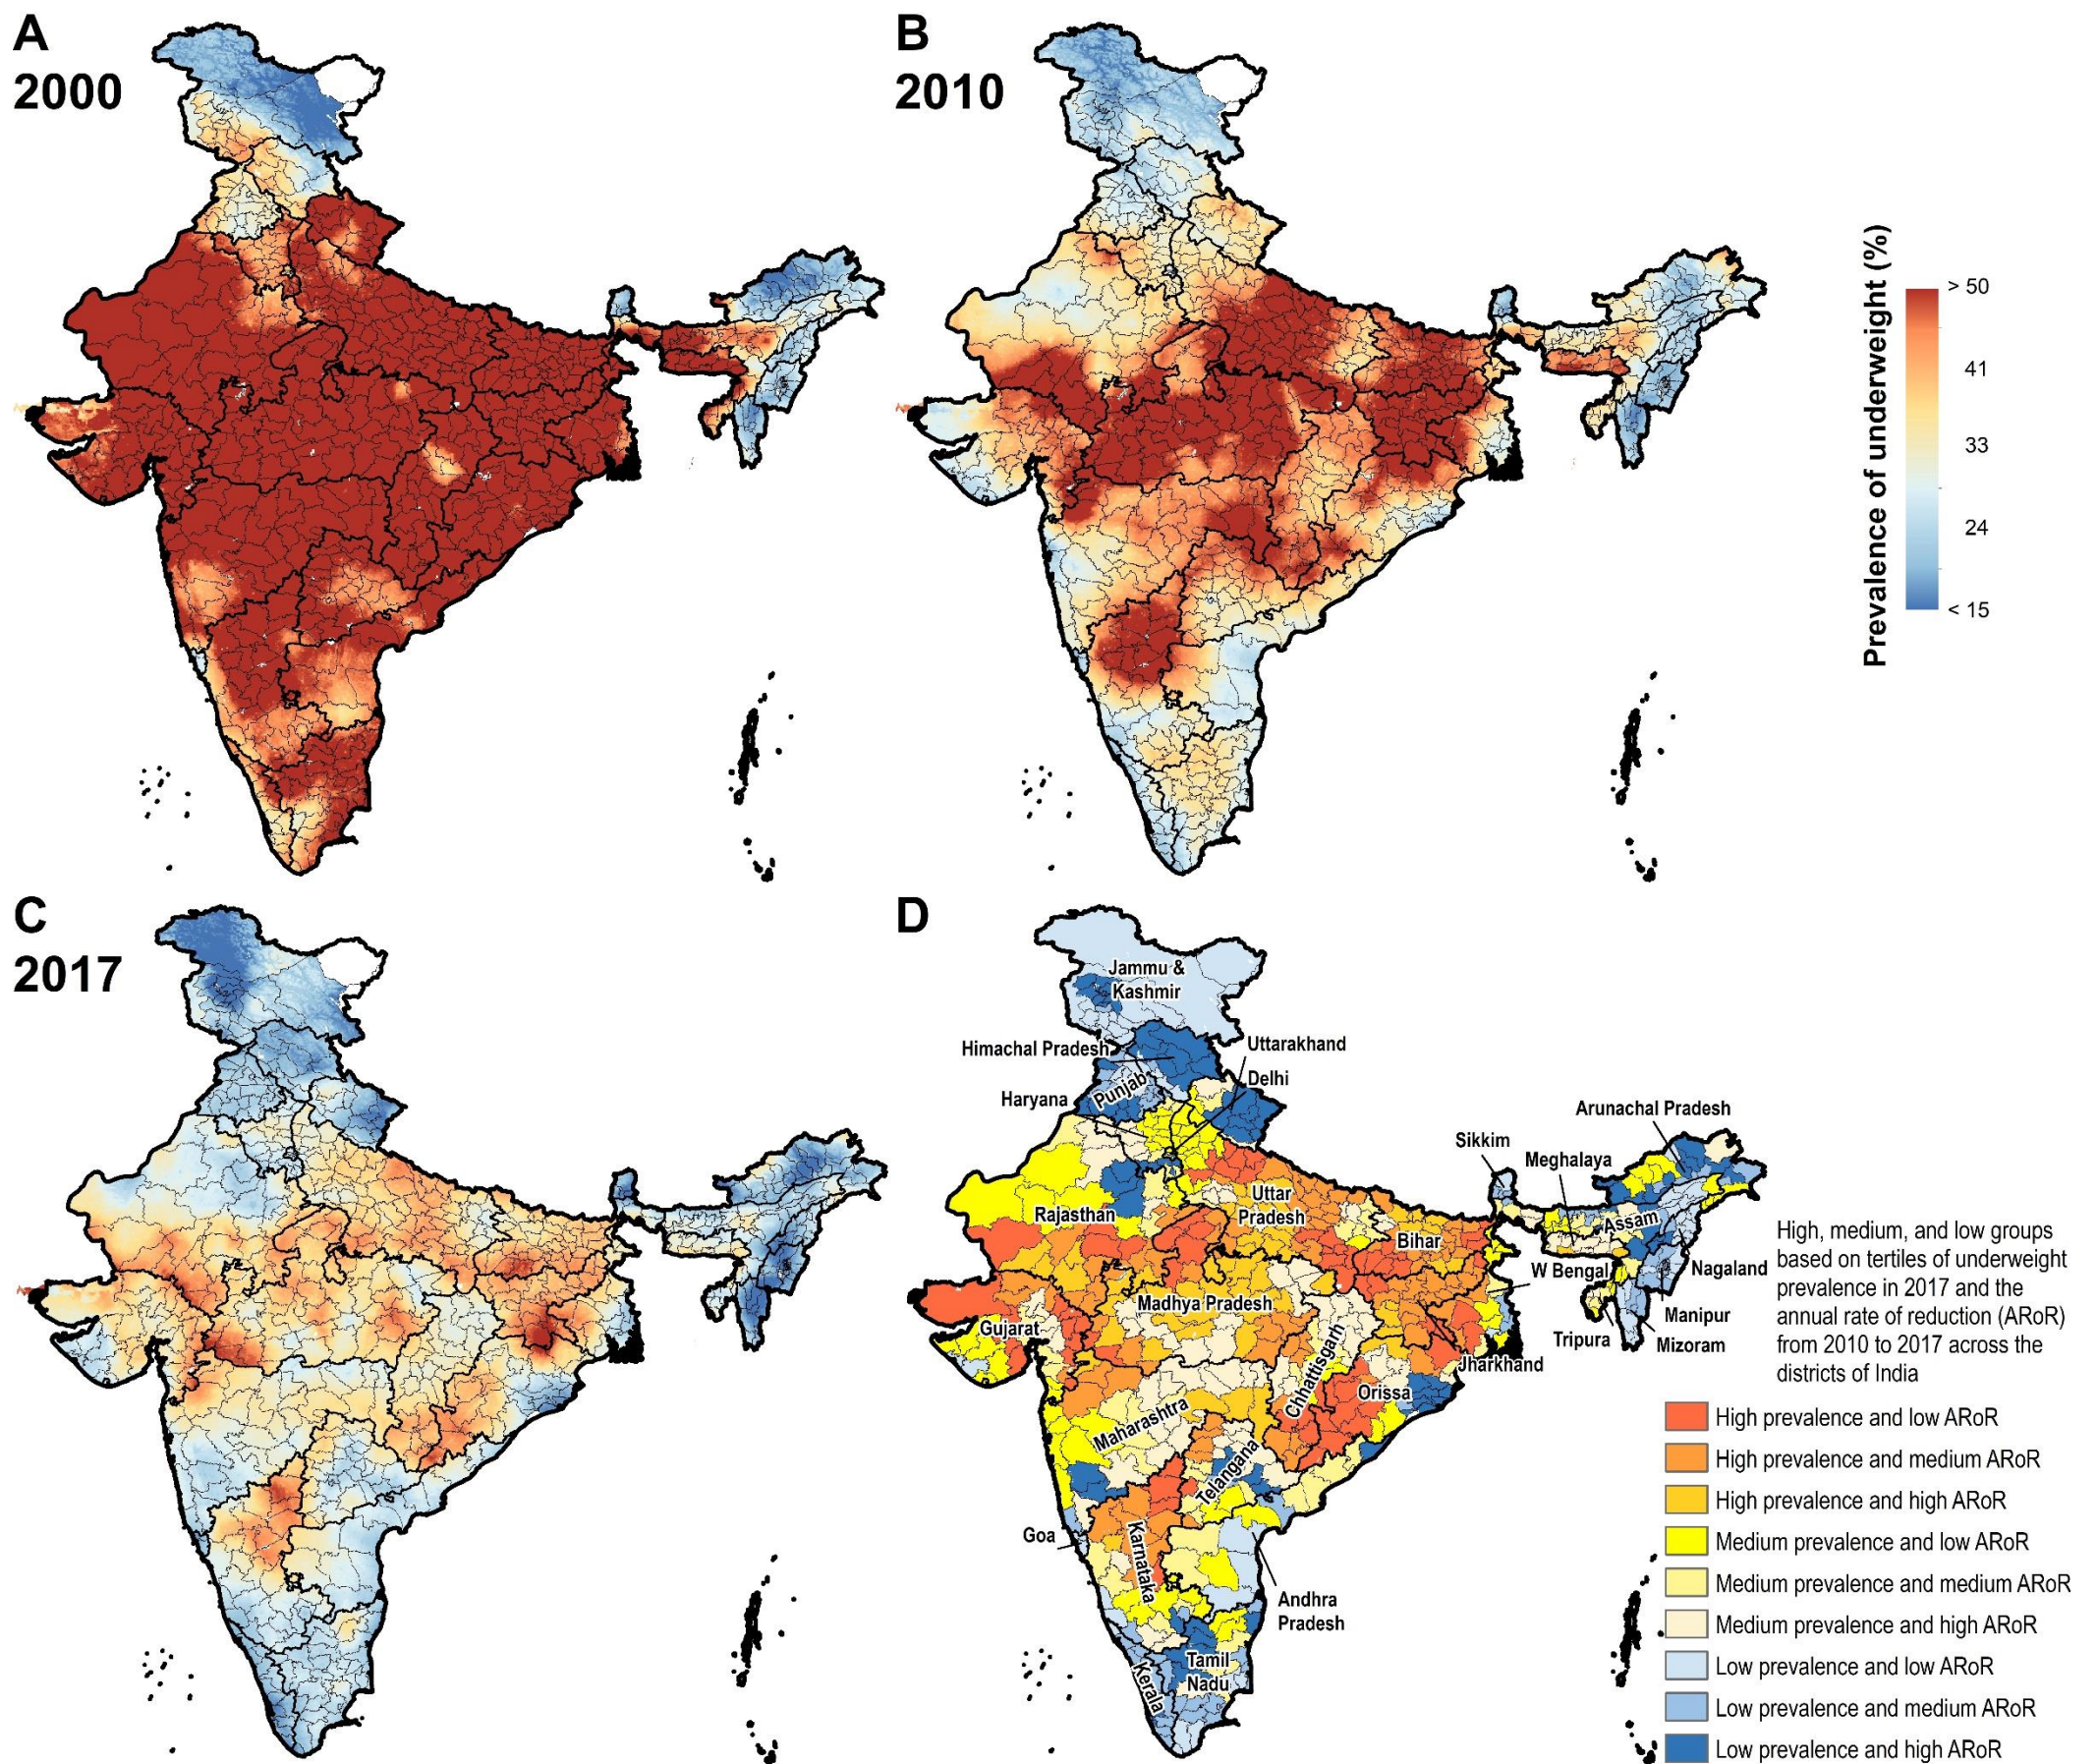 A
2000
B
2010
Prevalence of underweight (%)
> 50
41
33
24
< 15
C
2017
D
Jammu &
Kashmir
Himachal Pradesh
Uttarakhand
Punjab
Delhi
Haryana
Arunachal Pradesh
Sikkim
Meghalaya
Rajasthan
Uttar
Pradesh
Assam
Bihar
W Bengal
Nagaland
Madhya Pradesh
Manipur
Gujarat
Tripura
Mizoram
Jharkhand
Chhattisgarh
Orissa
Maharashtra
Telangana
Goa
Karnataka
Andhra
Pradesh
Tamil
Nadu
Kerala
High, medium, and low groups
based on tertiles of underweight
prevalence in 2017 and the
annual rate of reduction (ARoR)
from 2010 to 2017 across the
districts of India
High prevalence and low ARoR
High prevalence and medium ARoR
High prevalence and high ARoR
Medium prevalence and low ARoR
Medium prevalence and medium ARoR
Medium prevalence and high ARoR
Low prevalence and low ARoR
Low prevalence and medium ARoR
Low prevalence and high ARoR